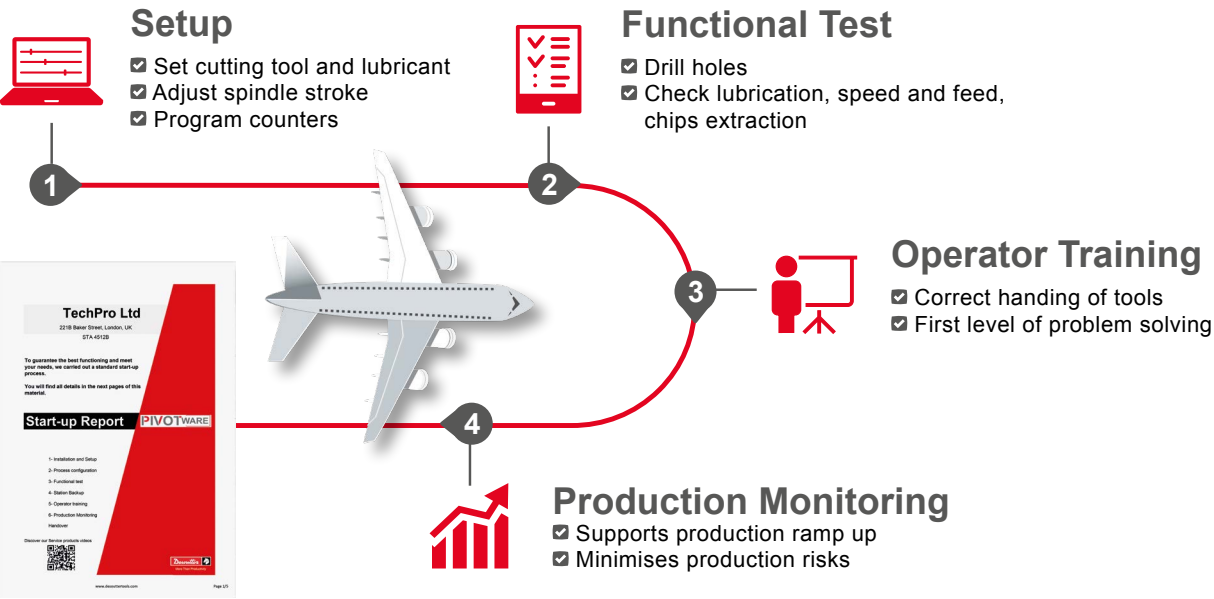 Setup
Set cutting tool and lubricant
Adjust spindle stroke
Program counters
1
Functional Test
Drill holes
Check lubrication, speed and feed,
chips extraction
2
Operator Training
Correct handing of tools
First level of problem solving
3
4
Production Monitoring
Supports production ramp up
Minimises production risks
TechPro Ltd
221B Baker Street, London, UK
STA 4512B
To guarantee the best functioning and meet
your needs, we carried out a standard start-up
process.
You will find all details in the next pages of this
material.
Start-up Report
PIVOTWARE
1- Installation and Setup
2- Process configuration
3- Functional test
4- Station Backup
5- Operator training
6- Production Monitoring
Handover
Discover our Service products videos
Desoutter
More Than Productivity
www.desouttertools.com
Page 1/5